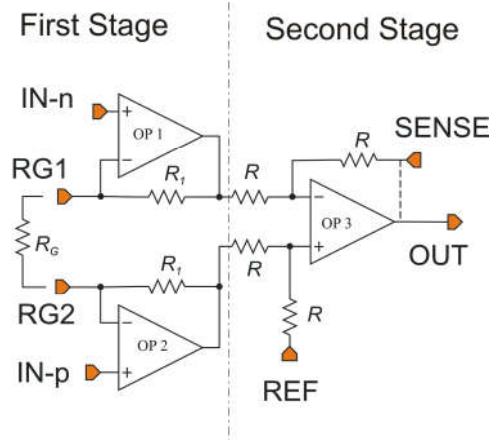 First Stage
Second Stage
IN-n
+
OP 1
−
SENSE
RG1
R₁
R
R
−
OP 3
+
R_G
OUT
R₁
R
RG2
−
OP 2
R
IN-p
+
REF